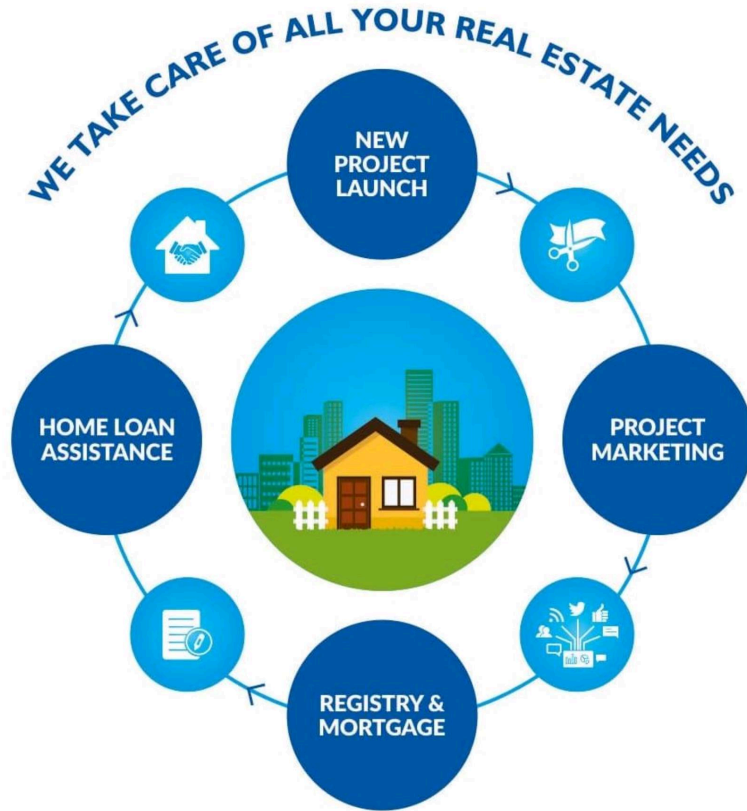 WE TAKE CARE OF ALL YOUR REAL ESTATE NEEDS
NEW
PROJECT
LAUNCH
PROJECT
MARKETING
REGISTRY &
MORTGAGE
HOME LOAN
ASSISTANCE